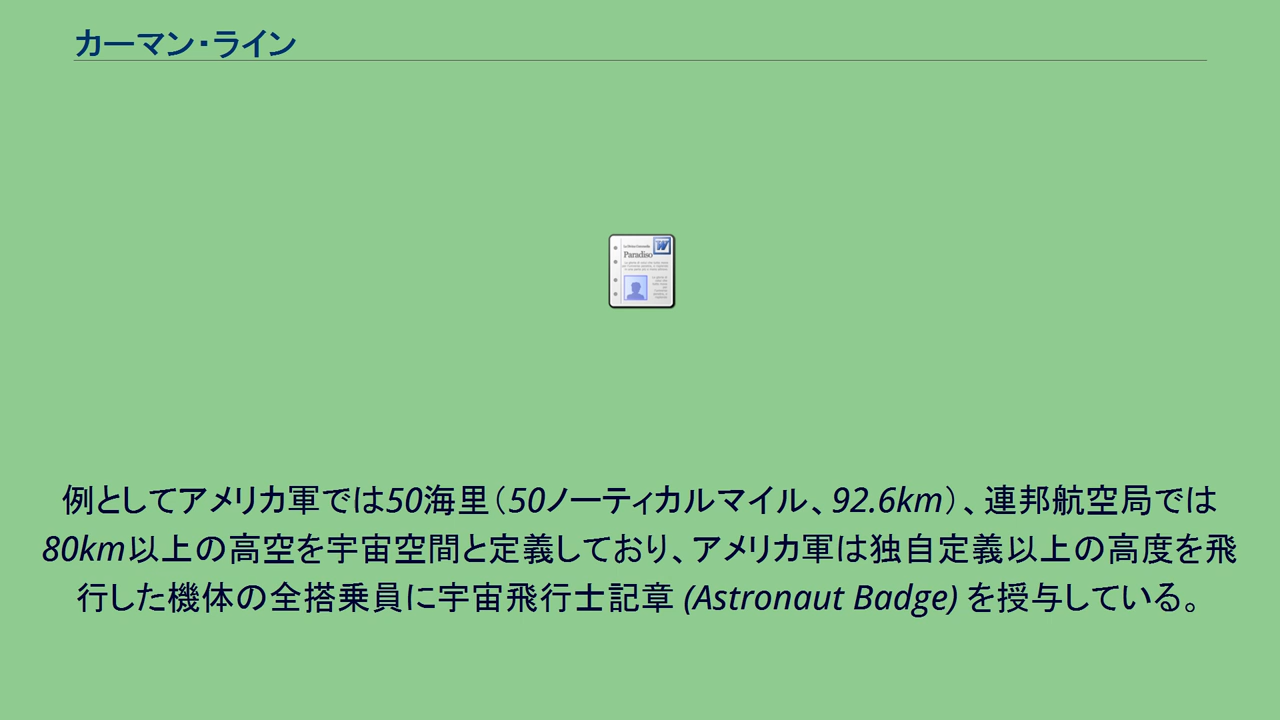 カーマン・ライン
Paradiso
W
例としてアメリカ軍では50海里（50ノーティカルマイル、92.6km）、連邦航空局では
80km以上の高空を宇宙空間と定義しており、アメリカ軍は独自定義以上の高度を飛
行した機体の全搭乗員に宇宙飛行士記章 (Astronaut Badge) を授与している。